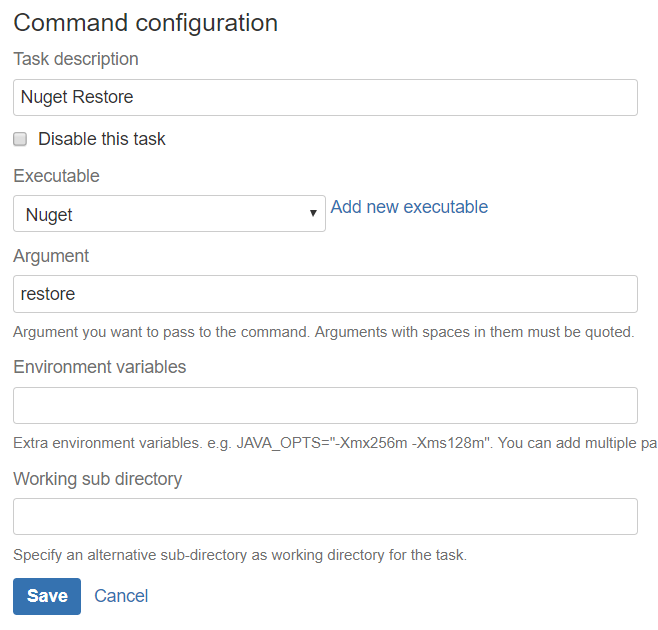 Command configuration
Task description
Nuget Restore
Disable this task
Executable
Nuget Add new executable
Argument
restore
Argument you want to pass to the command. Arguments with spaces in them must be quoted.
Environment variables
Extra environment variables. e.g. JAVA_OPTS="-Xmx256m -Xms128m". You can add multiple pa
Working sub directory
Specify an alternative sub-directory as working directory for the task.
Save Cancel